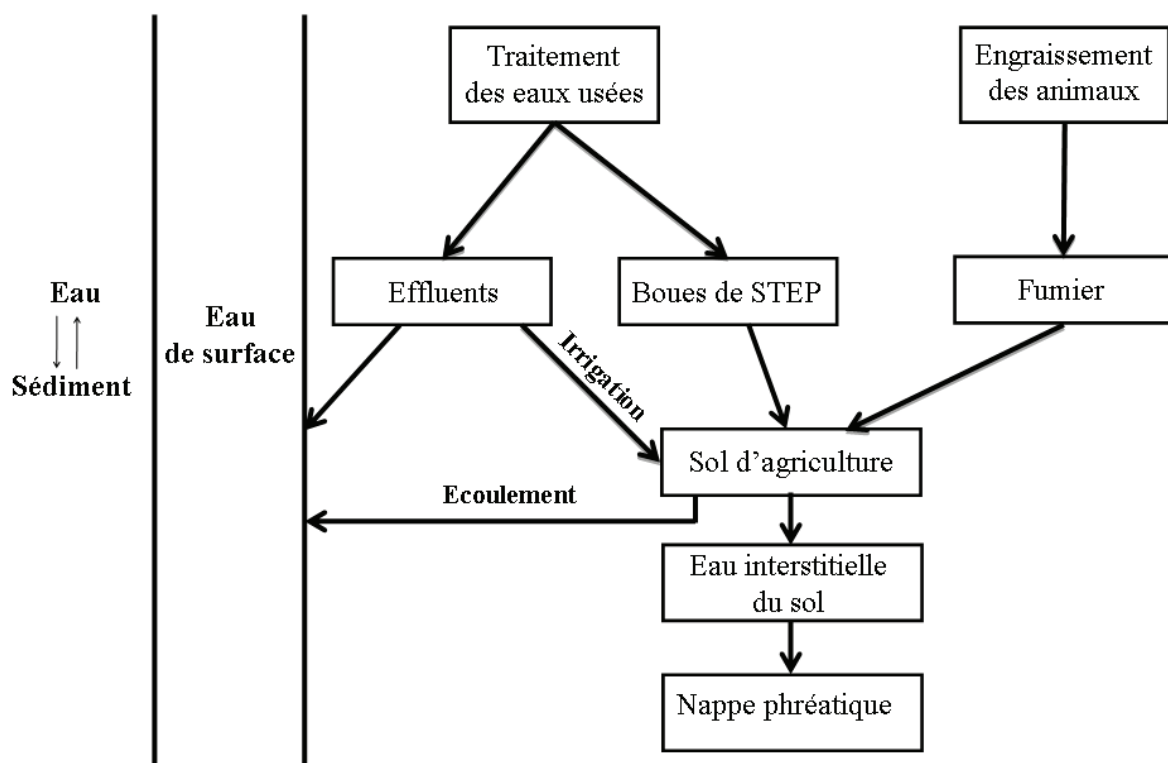 Traitement
des eaux usées
Engraissement
des animaux
Effluents
Boues de STEP
Fumier
Eau
Sédiment
Eau
de surface
Irrigation
Sol d'agriculture
Ecoulement
Eau interstitielle
du sol
Nappe phréatique